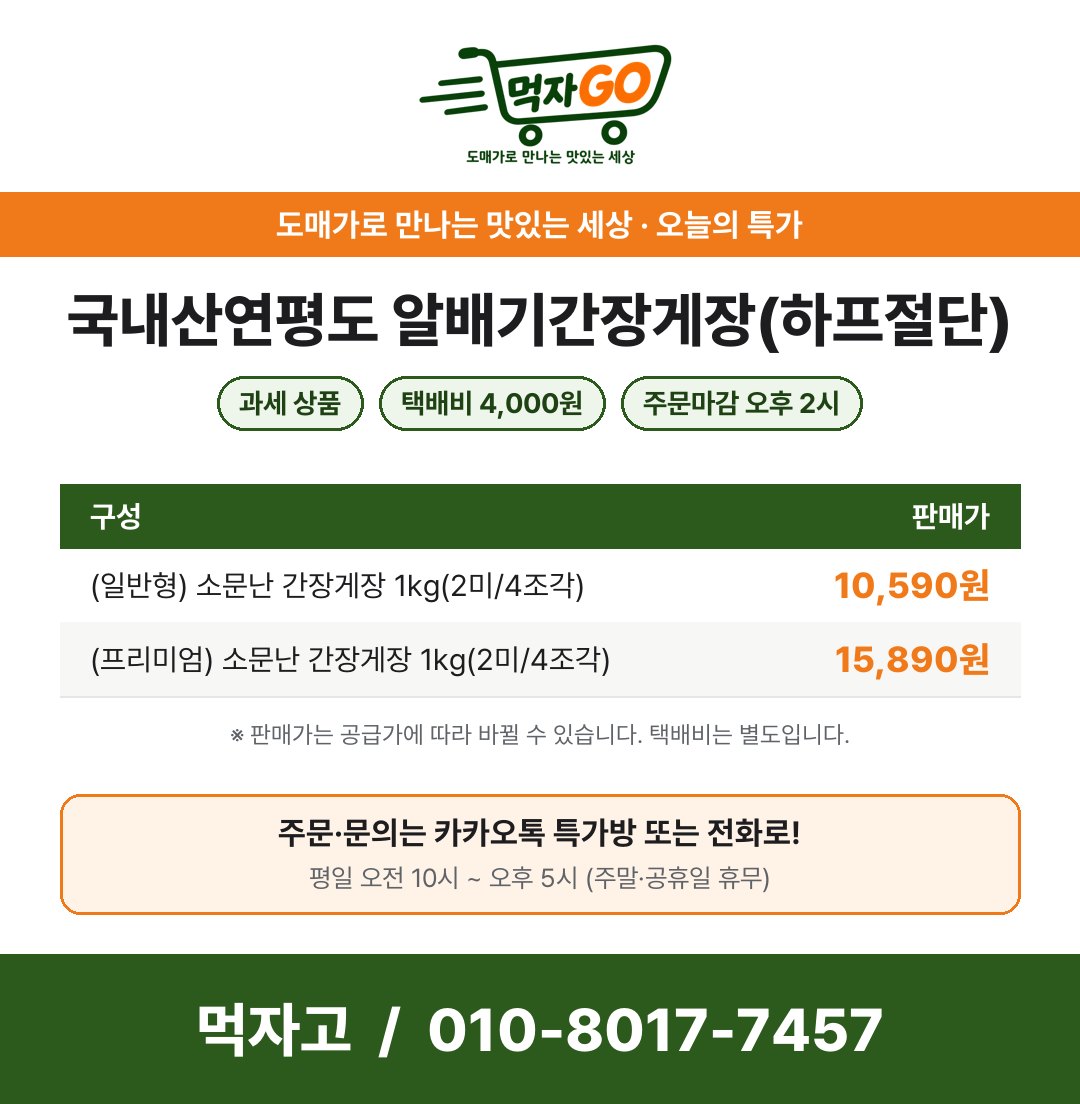 먹자GO
도매가로 만나는 맛있는 세상
도매가로 만나는 맛있는 세상 · 오늘의 특가
국내산연평도 알배기간장게장(하프절단)
과세 상품 택배비 4,000원 주문마감 오후 2시
구성 판매가
(일반형) 소문난 간장게장 1kg(2미/4조각) 10,590원
(프리미엄) 소문난 간장게장 1kg(2미/4조각) 15,890원
※ 판매가는 공급가에 따라 바뀔 수 있습니다. 택배비는 별도입니다.
주문·문의는 카카오톡 특가방 또는 전화로!
평일 오전 10시 ~ 오후 5시 (주말·공휴일 휴무)
먹자고 / 010-8017-7457